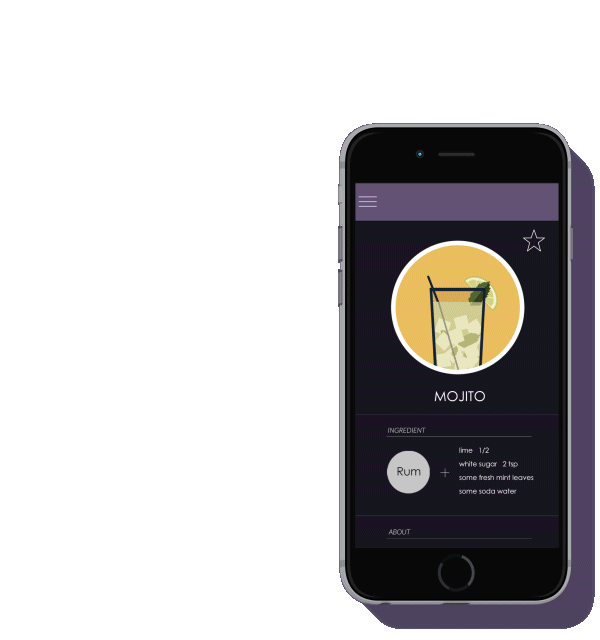 MOJITO
INGREDIENT
Rum
+
lime 1/2
white sugar 2 tsp
some fresh mint leaves
some soda water
ABOUT